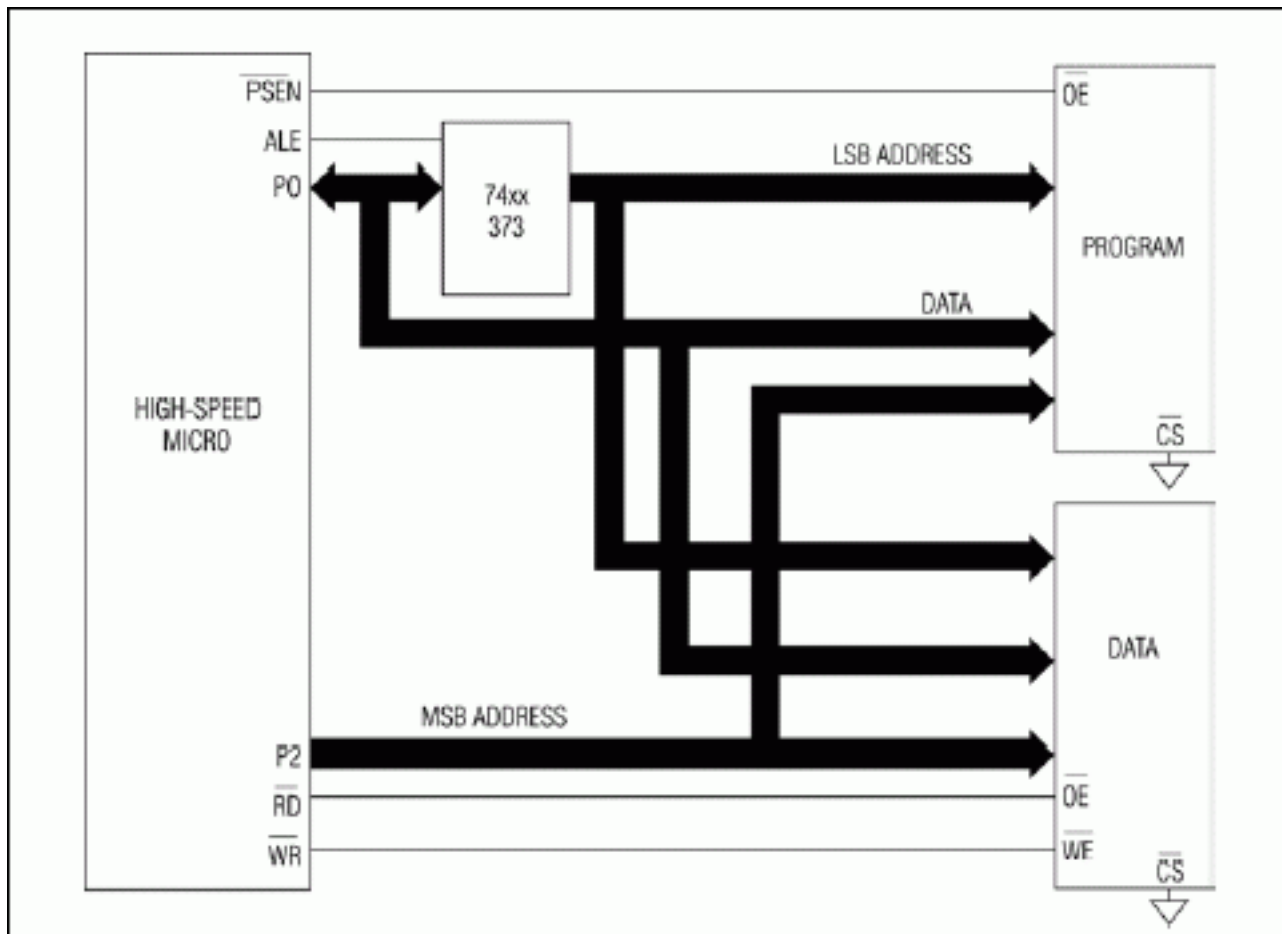 PSEN
ALE
P0
74xx
373
HIGH-SPEED
MICRO
P2
RD
WR
LSB ADDRESS
DATA
MSB ADDRESS
OE
PROGRAM
CS
DATA
OE
WE
CS